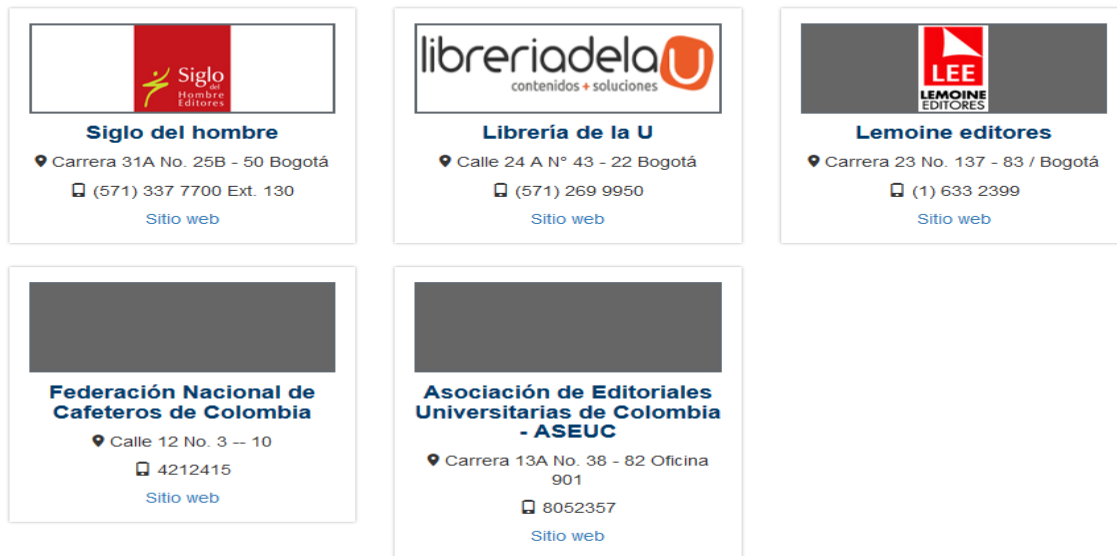 Siglo
del
Hombre
Editores
Siglo del hombre
Carrera 31A No. 25B - 50 Bogotá
(571) 337 7700 Ext. 130
Sitio web
libreriadelaU
contenidos + soluciones
Librería de la U
Calle 24 A N° 43 - 22 Bogotá
(571) 269 9950
Sitio web
LEE
LEMOINE
EDITORES
Lemoine editores
Carrera 23 No. 137 - 83 / Bogotá
(1) 633 2399
Sitio web
Federación Nacional de
Cafeteros de Colombia
Calle 12 No. 3 -- 10
4212415
Sitio web
Asociación de Editoriales
Universitarias de Colombia
- ASEUC
Carrera 13A No. 38 - 82 Oficina
901
8052357
Sitio web